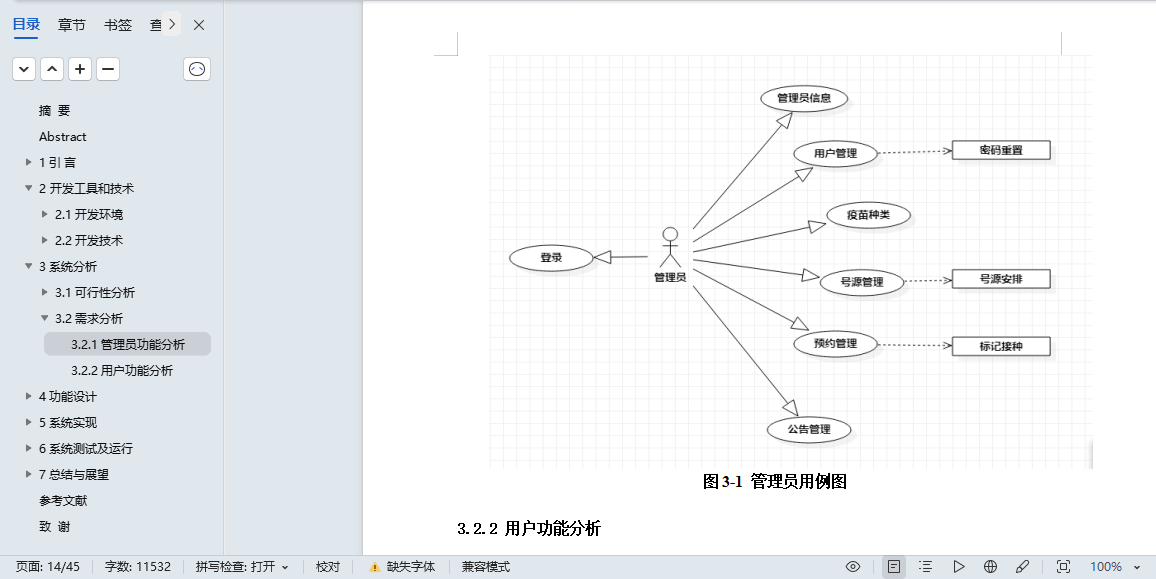 目录 章节 书签 查
摘 要
Abstract
1 引 言
2 开发工具和技术
2.1 开发环境
2.2 开发技术
3 系统分析
3.1 可行性分析
3.2 需求分析
3.2.1 管理员功能分析
3.2.2 用户功能分析
4 功能设计
5 系统实现
6 系统测试及运行
7 总结与展望
参考文献
致 谢
管理员信息
用户管理 密码重置
疫苗种类
登录 管理员
号源管理 号源安排
预约管理 标记接种
公告管理
图 3-1 管理员用例图
3.2.2 用户功能分析
页面: 14/45 字数: 11532 拼写检查: 打开 校对 缺失字体 兼容模式 100%